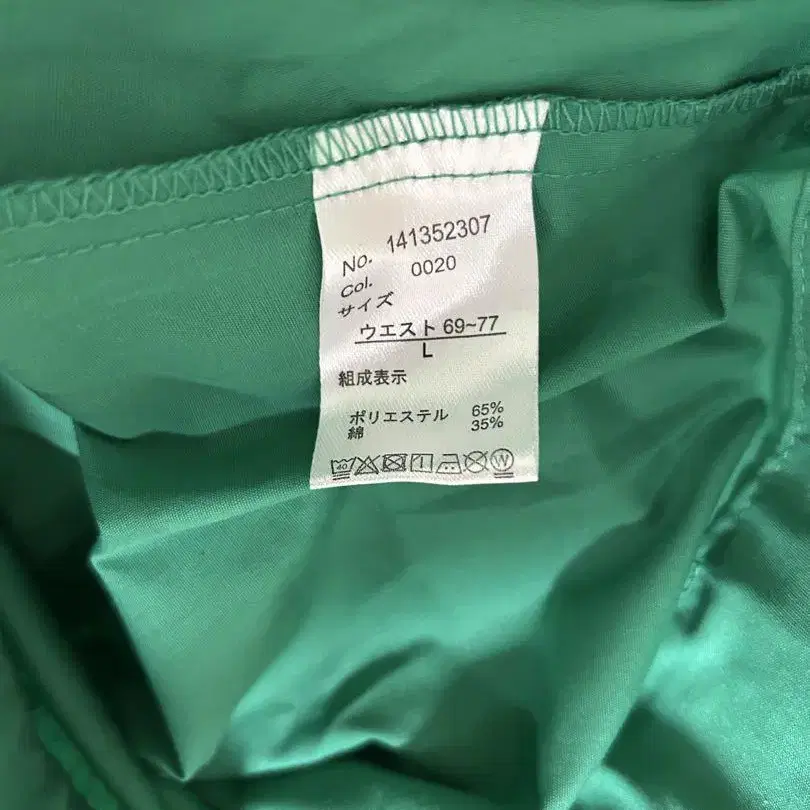 No. 141352307
Col. 0020
サイズ
ウエスト 69~77
L
組成表示
ポリエステル 65%
綿 35%
40 W